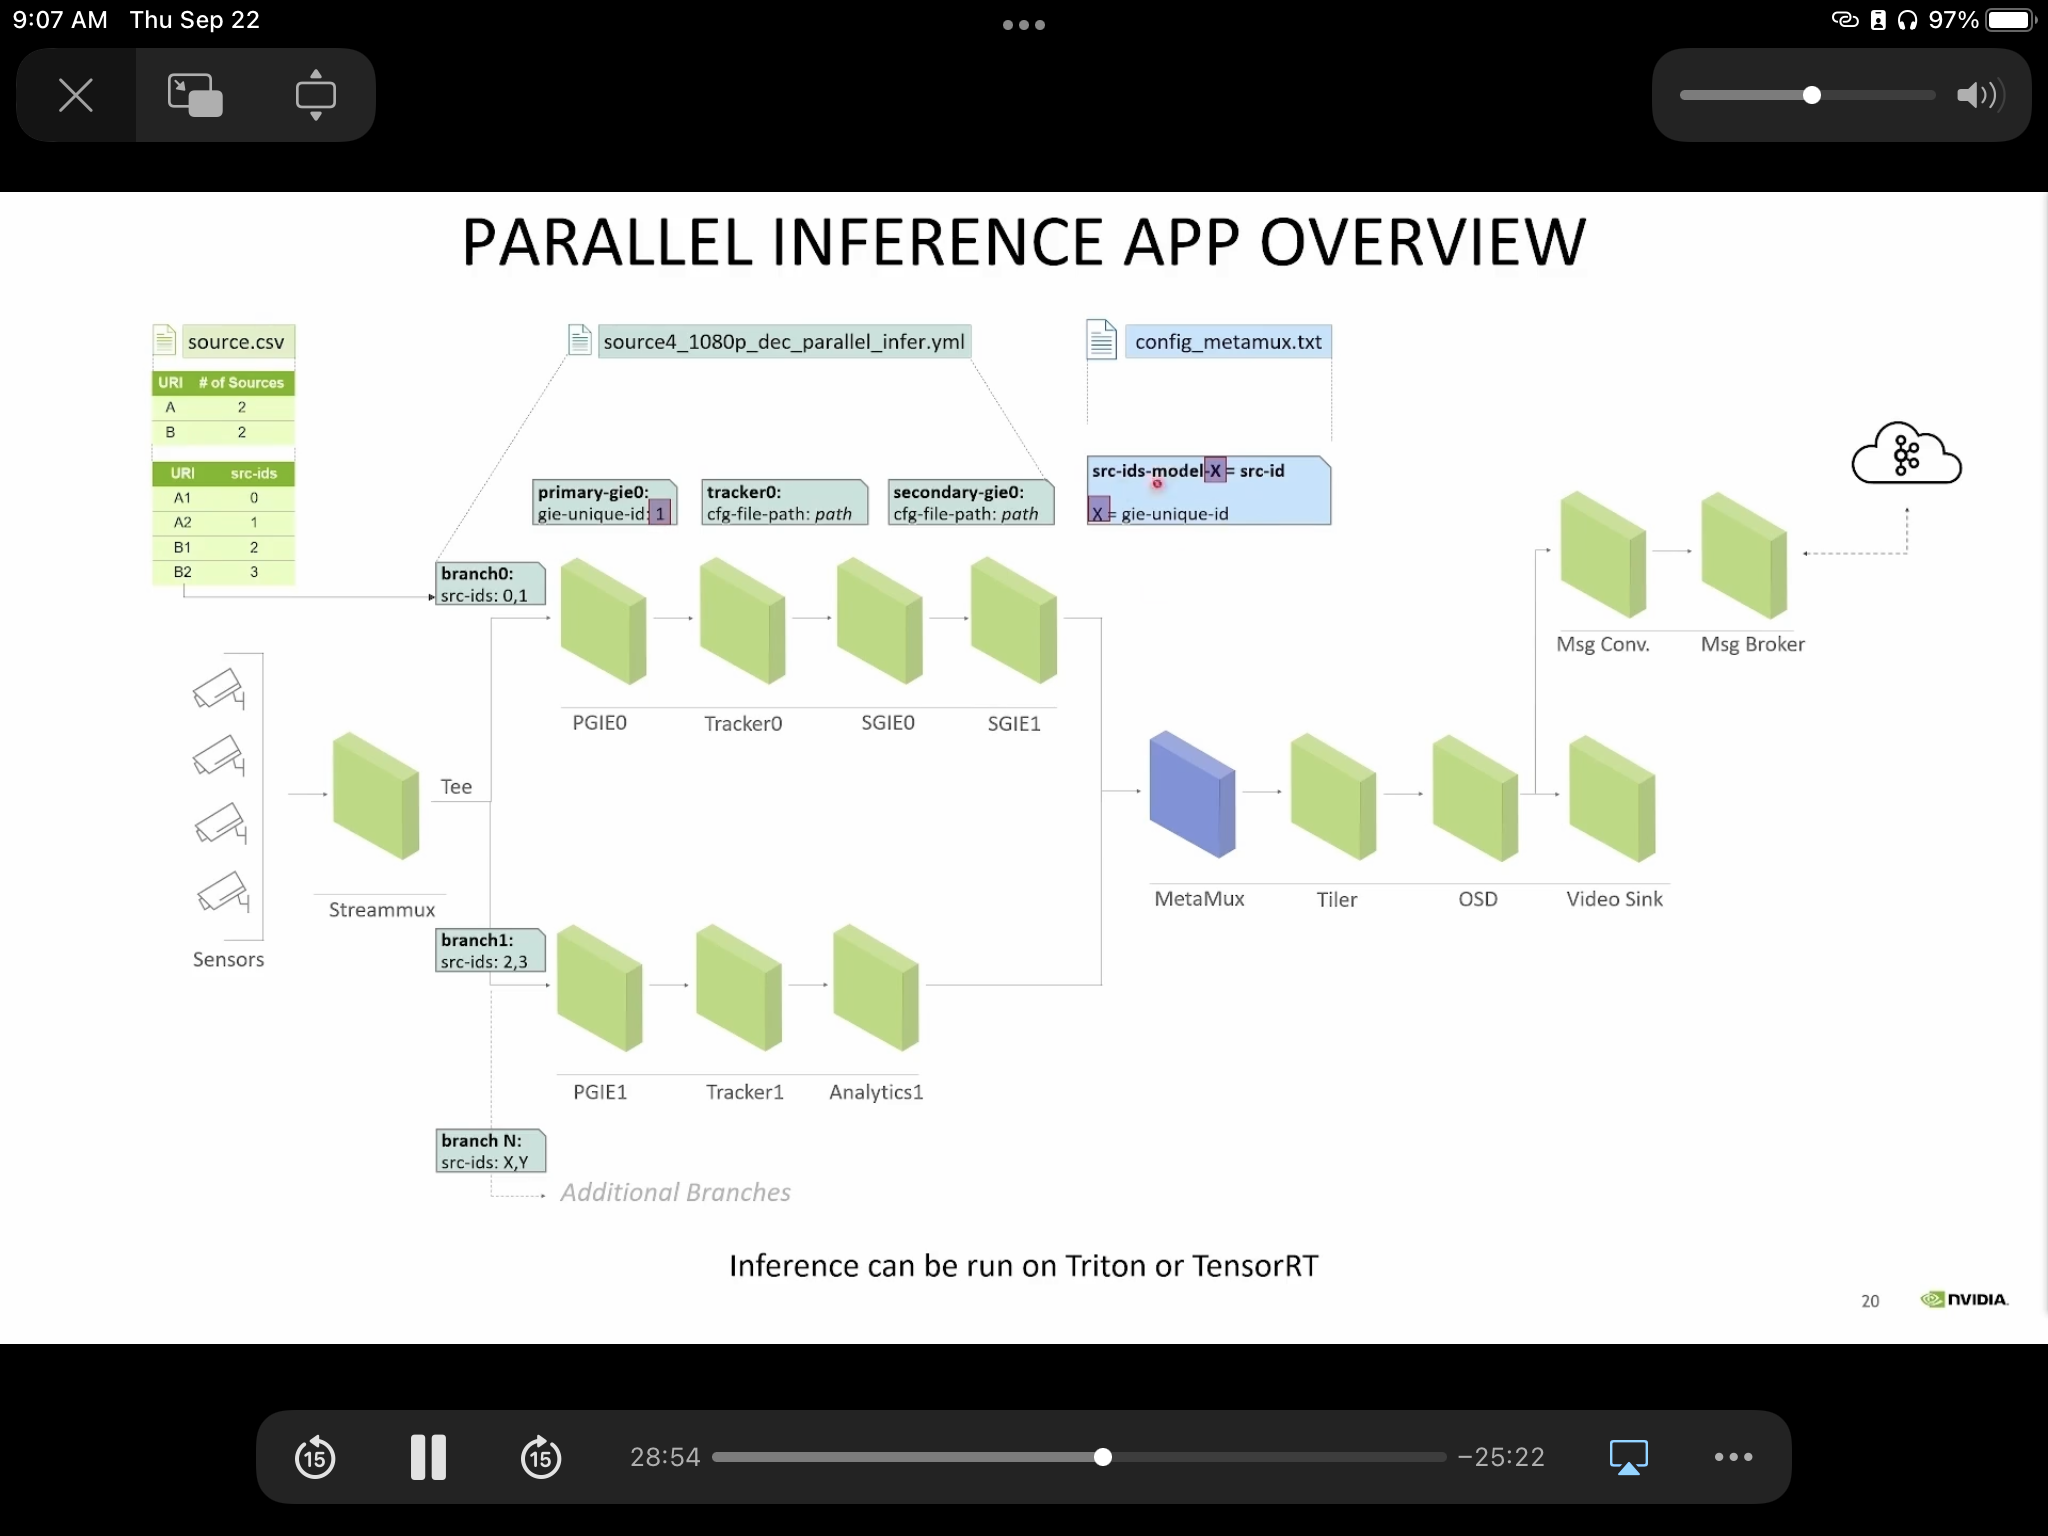 9:07 AM Thu Sep 22
97%
PARALLEL INFERENCE APP OVERVIEW
source.csv
URI # of Sources
A 2
B 2
URI src-ids
A1 0
A2 1
B1 2
B2 3
source4_1080p_dec_parallel_infer.yml
config_metamux.txt
primary-gie0:
gie-unique-id: 1
tracker0:
cfg-file-path: path
secondary-gie0:
cfg-file-path: path
src-ids-model-X = src-id
X = gie-unique-id
branch0:
src-ids: 0,1
PGIE0
Tracker0
SGIE0
SGIE1
Msg Conv.
Msg Broker
Sensors
Streammux
Tee
MetaMux
Tiler
OSD
Video Sink
branch1:
src-ids: 2,3
PGIE1
Tracker1
Analytics1
branch N:
src-ids: X,Y
Additional Branches
Inference can be run on Triton or TensorRT
20
NVIDIA.
15
15
28:54
−25:22